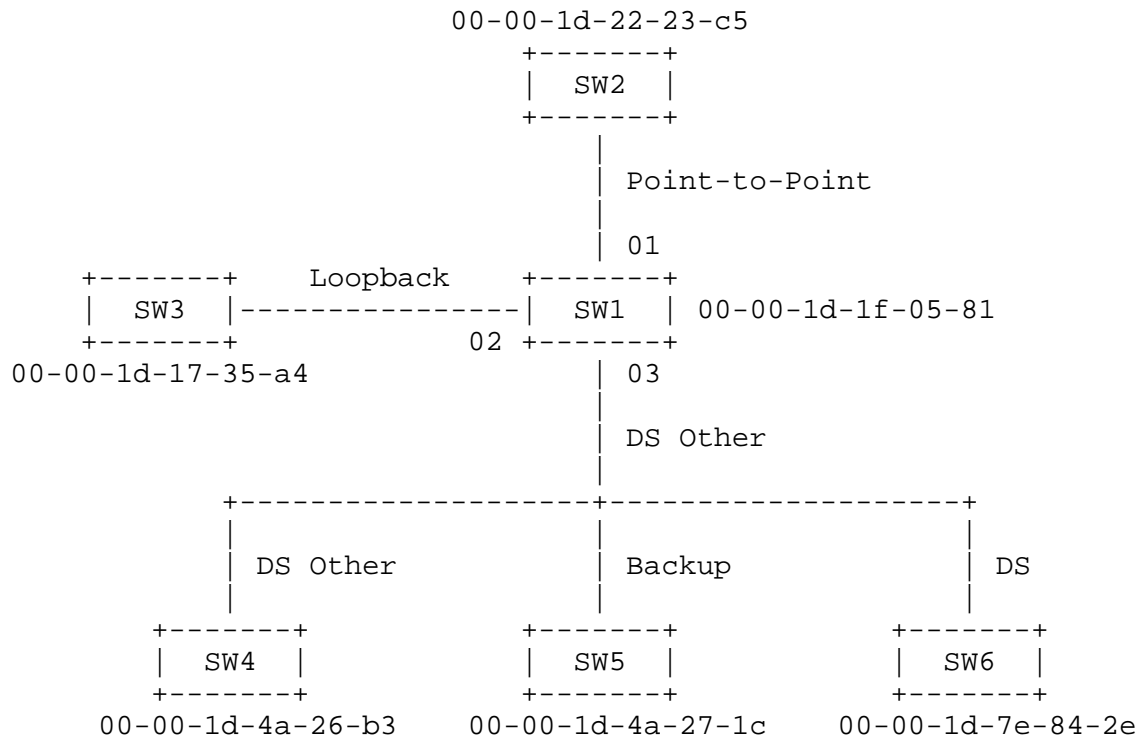 00-00-1d-22-23-c5
SW2
Point-to-Point
01
Loopback
SW3 SW1 00-00-1d-1f-05-81
02
00-00-1d-17-35-a4 03
DS Other
DS Other Backup DS
SW4 SW5 SW6
00-00-1d-4a-26-b3 00-00-1d-4a-27-1c 00-00-1d-7e-84-2e